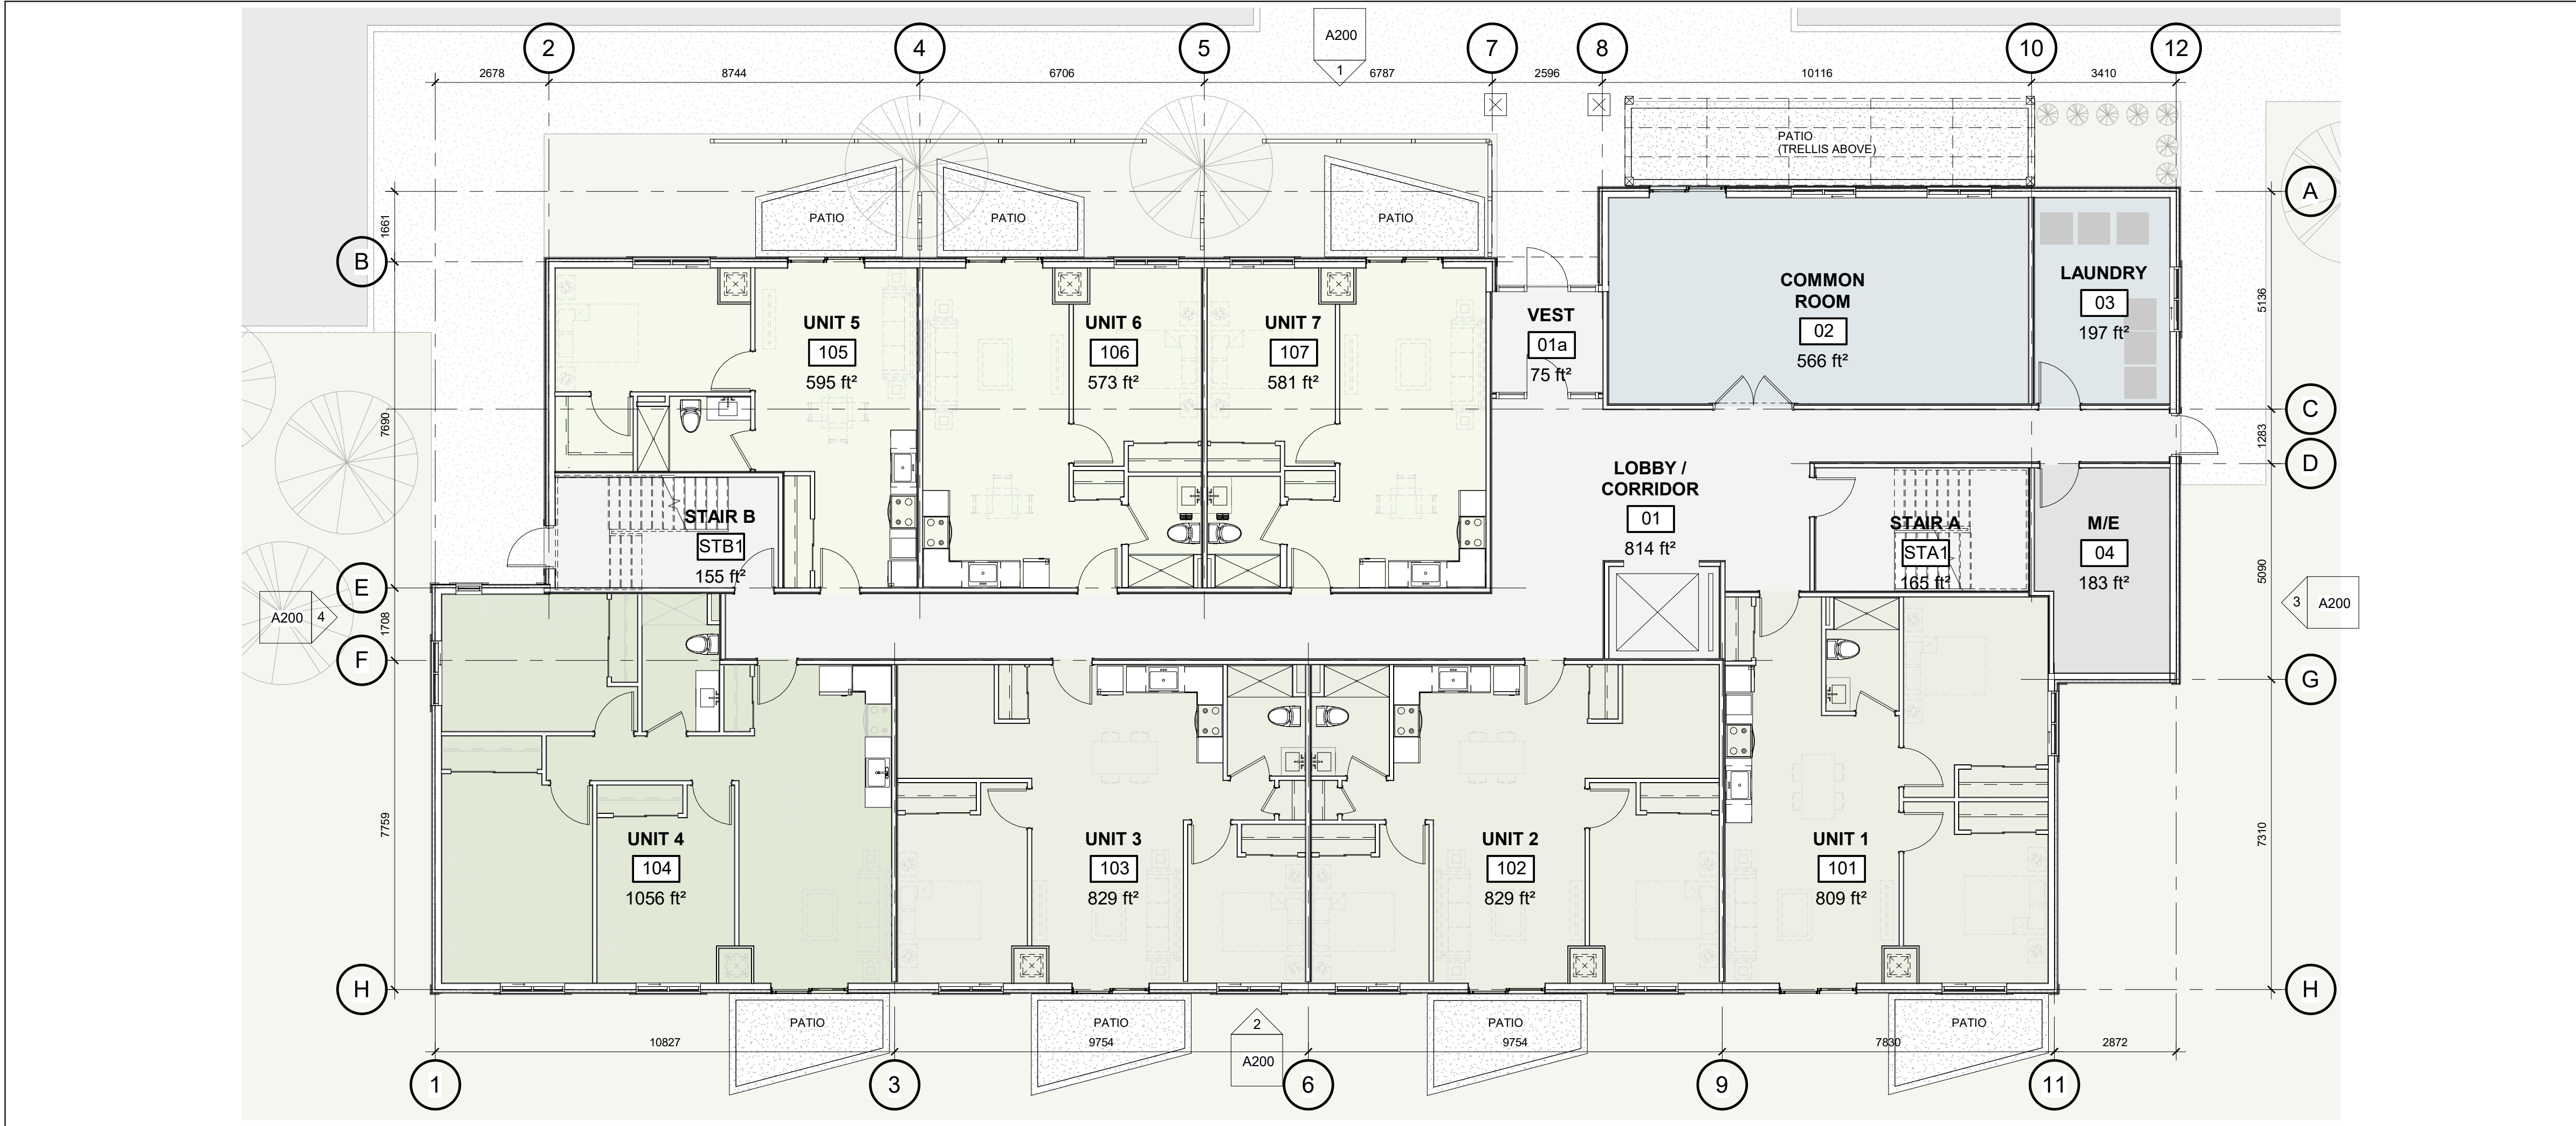 2
4
5
A200
1
7
8
10
12
2678
8744
6706
6787
2596
10116
3410
PATIO
(TRELLIS ABOVE)
A
B
1661
PATIO
PATIO
PATIO
UNIT 5
105
595 ft²
UNIT 6
106
573 ft²
UNIT 7
107
581 ft²
VEST
01a
75 ft²
COMMON
ROOM
02
566 ft²
LAUNDRY
03
197 ft²
5136
7690
C
1283
D
LOBBY /
CORRIDOR
01
814 ft²
STAIR B
STB1
155 ft²
STAIR A
STA1
165 ft²
M/E
04
183 ft²
5090
E
A200
4
1708
3
A200
F
G
7759
7310
UNIT 4
104
1056 ft²
UNIT 3
103
829 ft²
UNIT 2
102
829 ft²
UNIT 1
101
809 ft²
H
H
PATIO
PATIO
2
A200
PATIO
PATIO
10827
9754
9754
7830
2872
1
3
6
9
11